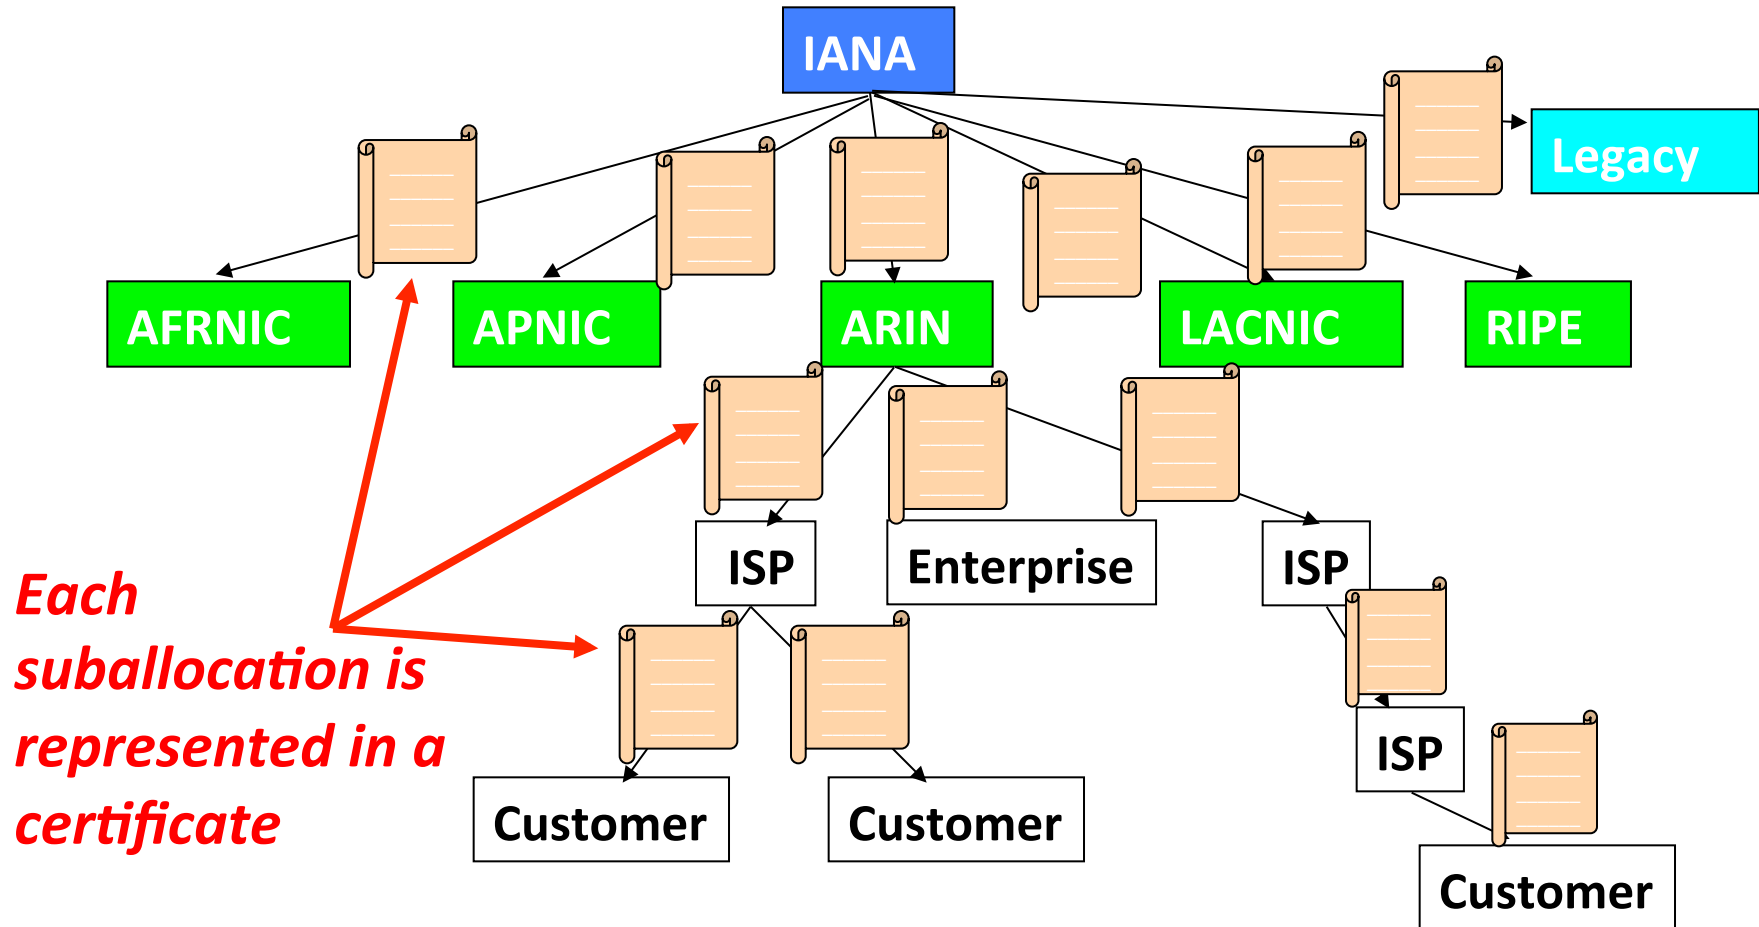 IANA
Legacy
AFRNIC
APNIC
ARIN
LACNIC
RIPE
ISP
Enterprise
ISP
Each
suballocation is
represented in a
certificate
ISP
Customer
Customer
Customer